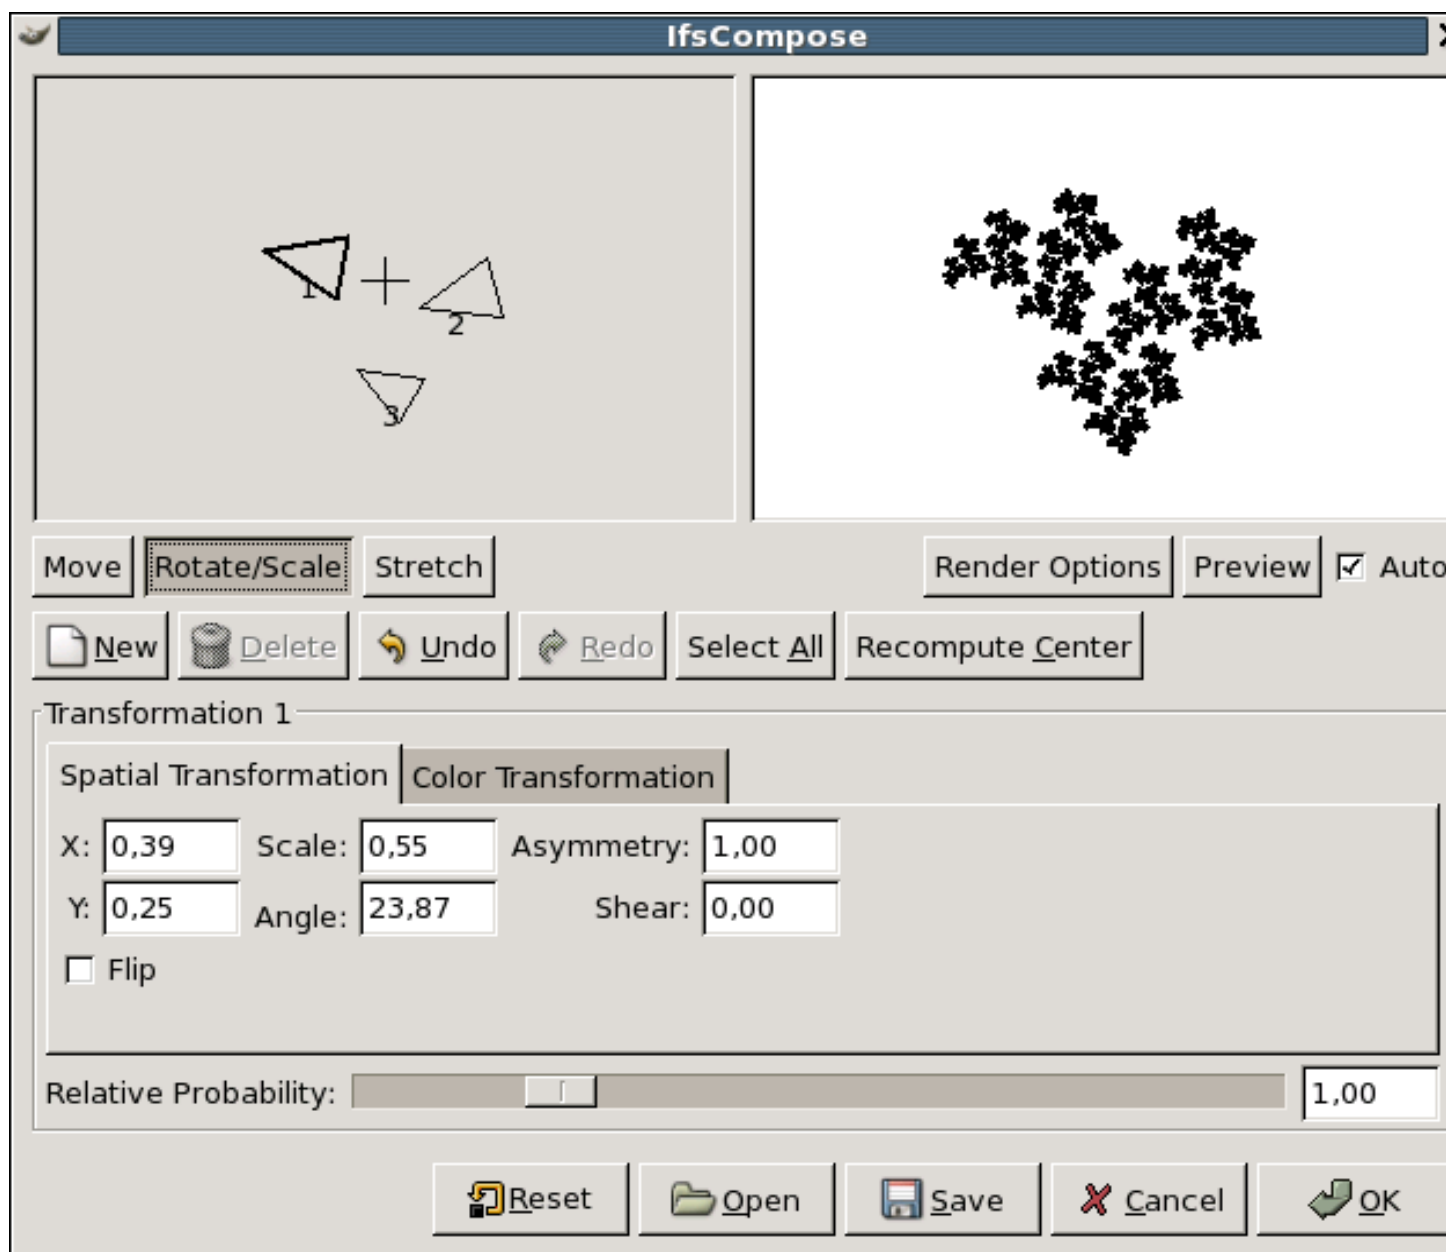 IfsCompose
1
2
3
Move Rotate/Scale Stretch Render Options Preview Auto
New Delete Undo Redo Select All Recompute Center
Transformation 1
Spatial Transformation Color Transformation
X: 0,39 Scale: 0,55 Asymmetry: 1,00
Y: 0,25 Angle: 23,87 Shear: 0,00
Flip
Relative Probability: 1,00
Reset Open Save Cancel OK